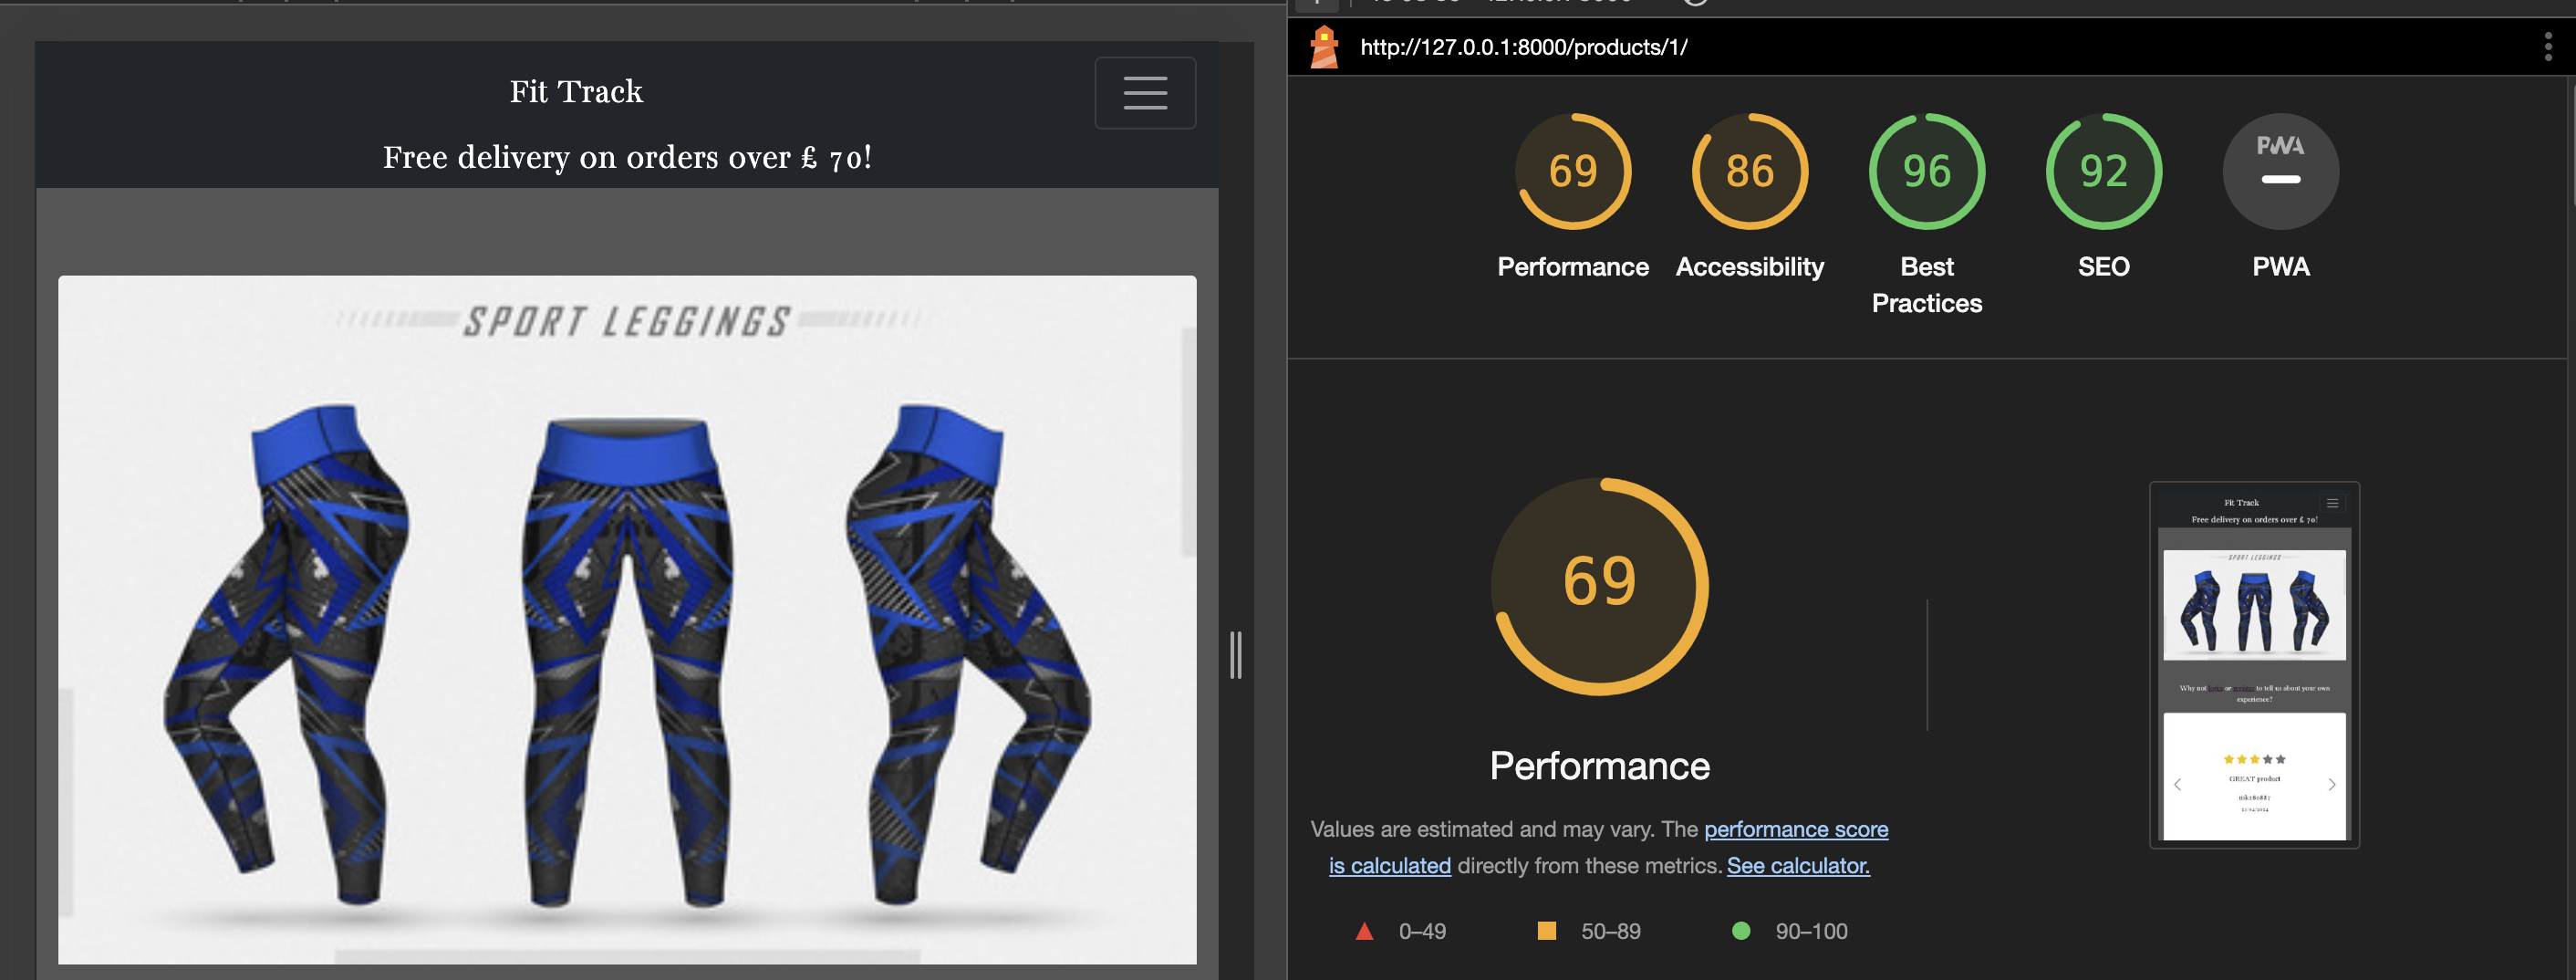 Fit Track
Free delivery on orders over £ 70!
SPORT LEGGINGS
http://127.0.0.1:8000/products/1/
69
86
96
92
PWA
Performance
Accessibility
Best
Practices
SEO
PWA
69
Performance
Values are estimated and may vary. The performance score
is calculated directly from these metrics. See calculator.
0–49
50–89
90–100
Fit Track
Free delivery on orders over £ 70!
SPORT LEGGINGS
Why not login or register to tell us about your own
experience?
GREAT product